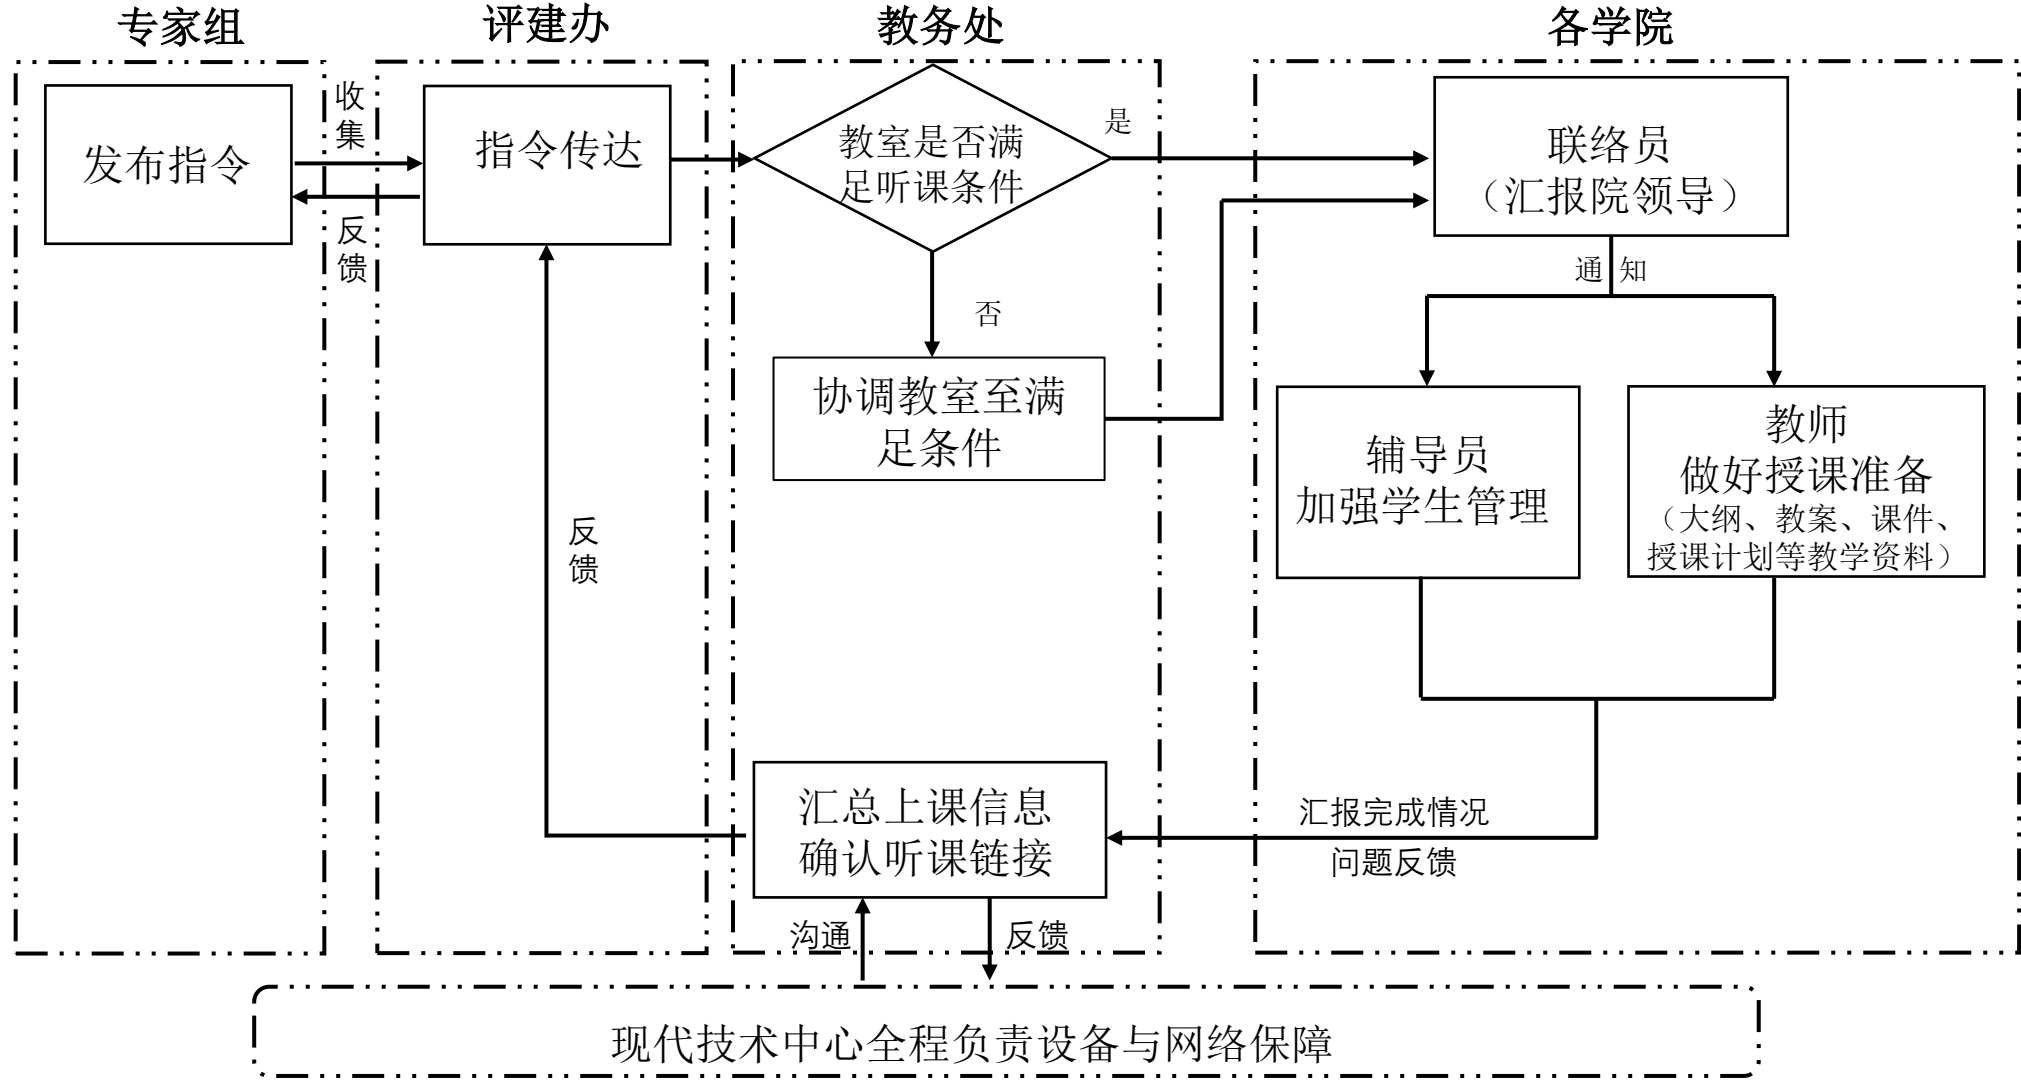 专家组
评建办
教务处
各学院
发布指令
收集
反馈
指令传达
教室是否满
足听课条件
是
否
协调教室至满
足条件
联络员
（汇报院领导）
通知
辅导员
加强学生管理
教师
做好授课准备
（大纲、教案、课件、
授课计划等教学资料）
汇报完成情况
问题反馈
汇总上课信息
确认听课链接
反馈
沟通
反馈
现代技术中心全程负责设备与网络保障